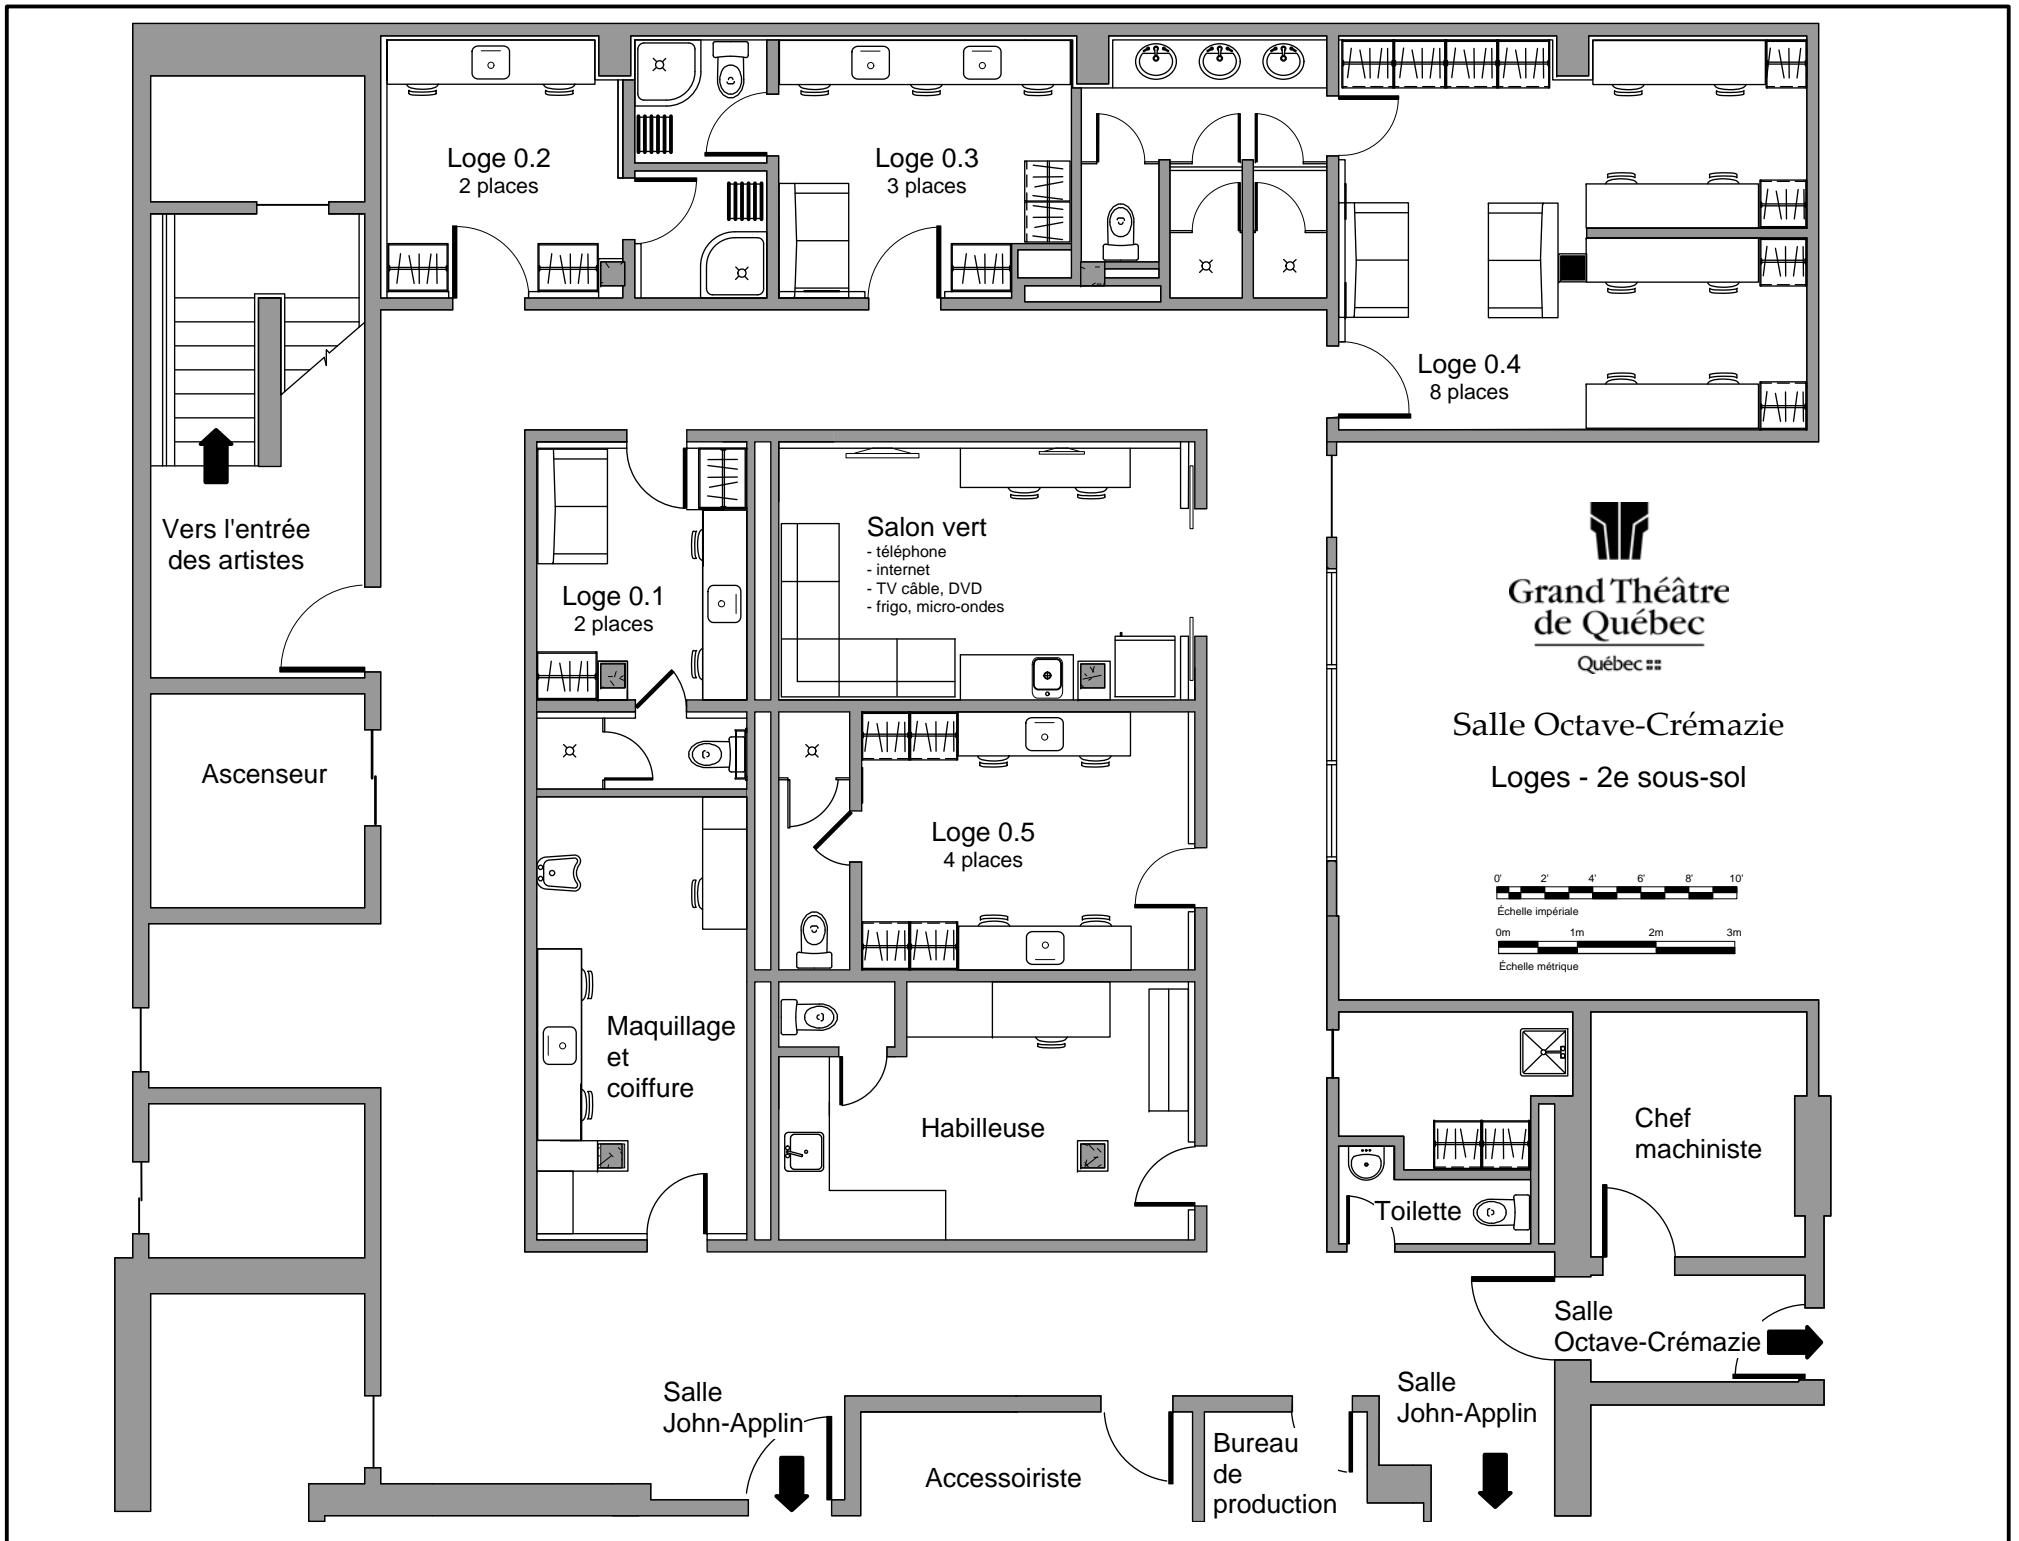 Loge 0.2
2 places
Loge 0.3
3 places
Loge 0.4
8 places
Vers l'entrée
des artistes
Loge 0.1
2 places
Salon vert
- téléphone
- internet
- TV câble, DVD
- frigo, micro-ondes
Grand Théâtre
de Québec
Québec
Salle Octave-Crémazie
Loges - 2e sous-sol
Ascenseur
Loge 0.5
4 places
0' 2' 4' 6' 8' 10'
Échelle impériale
0m 1m 2m 3m
Échelle métrique
Maquillage
et
coiffure
Habilleuse
Chef
machiniste
Toilette
Salle
Octave-Crémazie
Salle
John-Applin
Salle
John-Applin
Accessoiriste
Bureau
de
production